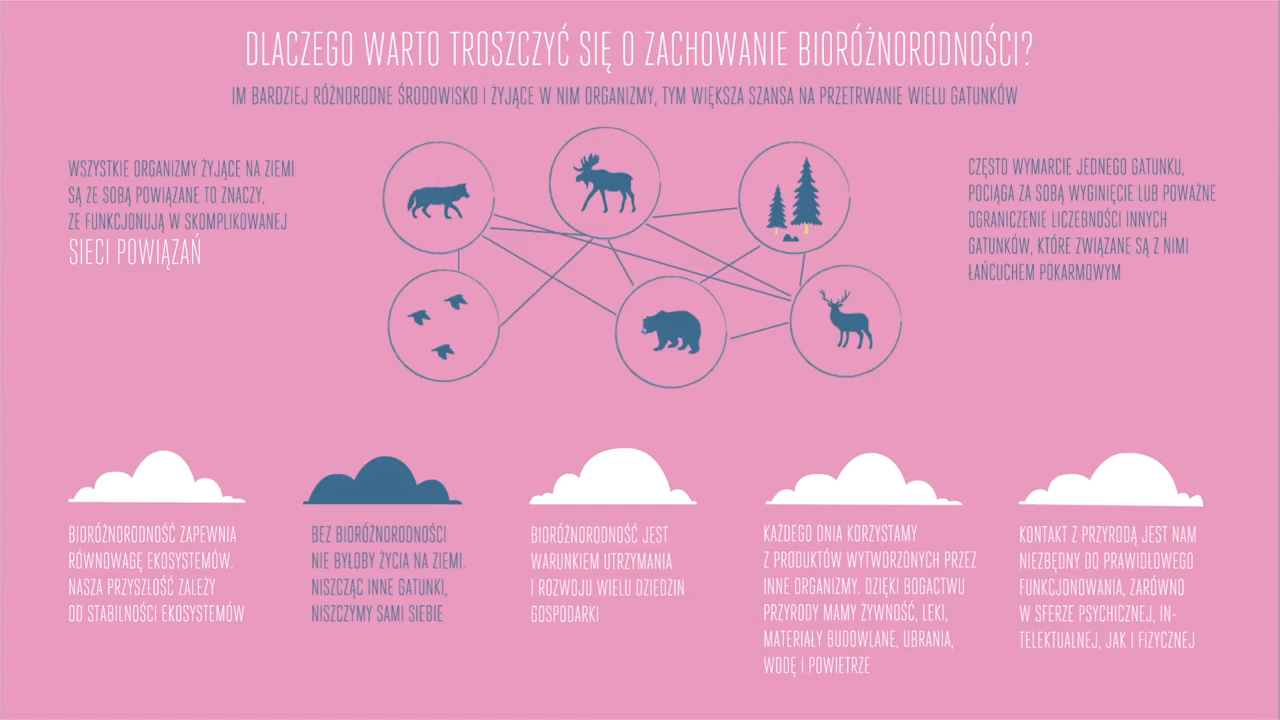 DLACZEGO WARTO TROSZCZYĆ SIĘ O ZACHOWANIE BIORÓŻNORODNOŚCI?
IM BARDZIEJ RÓŻNORODNE ŚRODOWISKO I ŻYJĄCE W NIM ORGANIZMY, TYM WIĘKSZA SZANSA NA PRZETRWANIE WIELU GATUNKÓW
WSZYSTKIE ORGANIZMY ŻYJĄCE NA ZIEMI
SĄ ZE SOBĄ POWIĄZANE TO ZNACZY,
ZE FUNKCJONUJĄ W SKOMPLIKOWANEJ
SIECI POWIĄZAŃ
CZĘSTO WYMARCIE JEDNEGO GATUNKU,
POCIĄGA ZA SOBĄ WYGINIĘCIE LUB POWAŻNE
OGRANICZENIE LICZEBNOŚCI INNYCH
GATUNKÓW, KTÓRE ZWIĄZANE SĄ Z NIMI
ŁAŃCUCHEM POKARMOWYM
BIORÓŻNORODNOŚĆ ZAPEWNIA
RÓWNOWAGĘ EKOSYSTEMÓW.
NASZA PRZYSZŁOŚĆ ZALEŻY
OD STABILNOŚCI EKOSYSTEMÓW
BEZ BIORÓŻNORODNOŚCI
NIE BYŁOBY ŻYCIA NA ZIEMI.
NISZCZĄC INNE GATUNKI,
NISZCZYMY SAMI SIEBIE
BIORÓŻNORODNOŚĆ JEST
WARUNKIEM UTRZYMANIA
I ROZWOJU WIELU DZIEDZIN
GOSPODARKI
KAŻDEGO DNIA KORZYSTAMY
Z PRODUKTÓW WYTWORZONYCH PRZEZ
INNE ORGANIZMY. DZIĘKI BOGACTWU
PRZYRODY MAMY ŻYWNOŚĆ, LEKI,
MATERIAŁY BUDOWLANE, UBRANIA,
WODĘ I POWIETRZE
KONTAKT Z PRZYRODĄ JEST NAM
NIEZBĘDNY DO PRAWIDŁOWEGO
FUNKCJONOWANIA, ZARÓWNO
W SFERZE PSYCHICZNEJ, IN-
TELEKTUALNEJ, JAK I FIZYCZNEJ